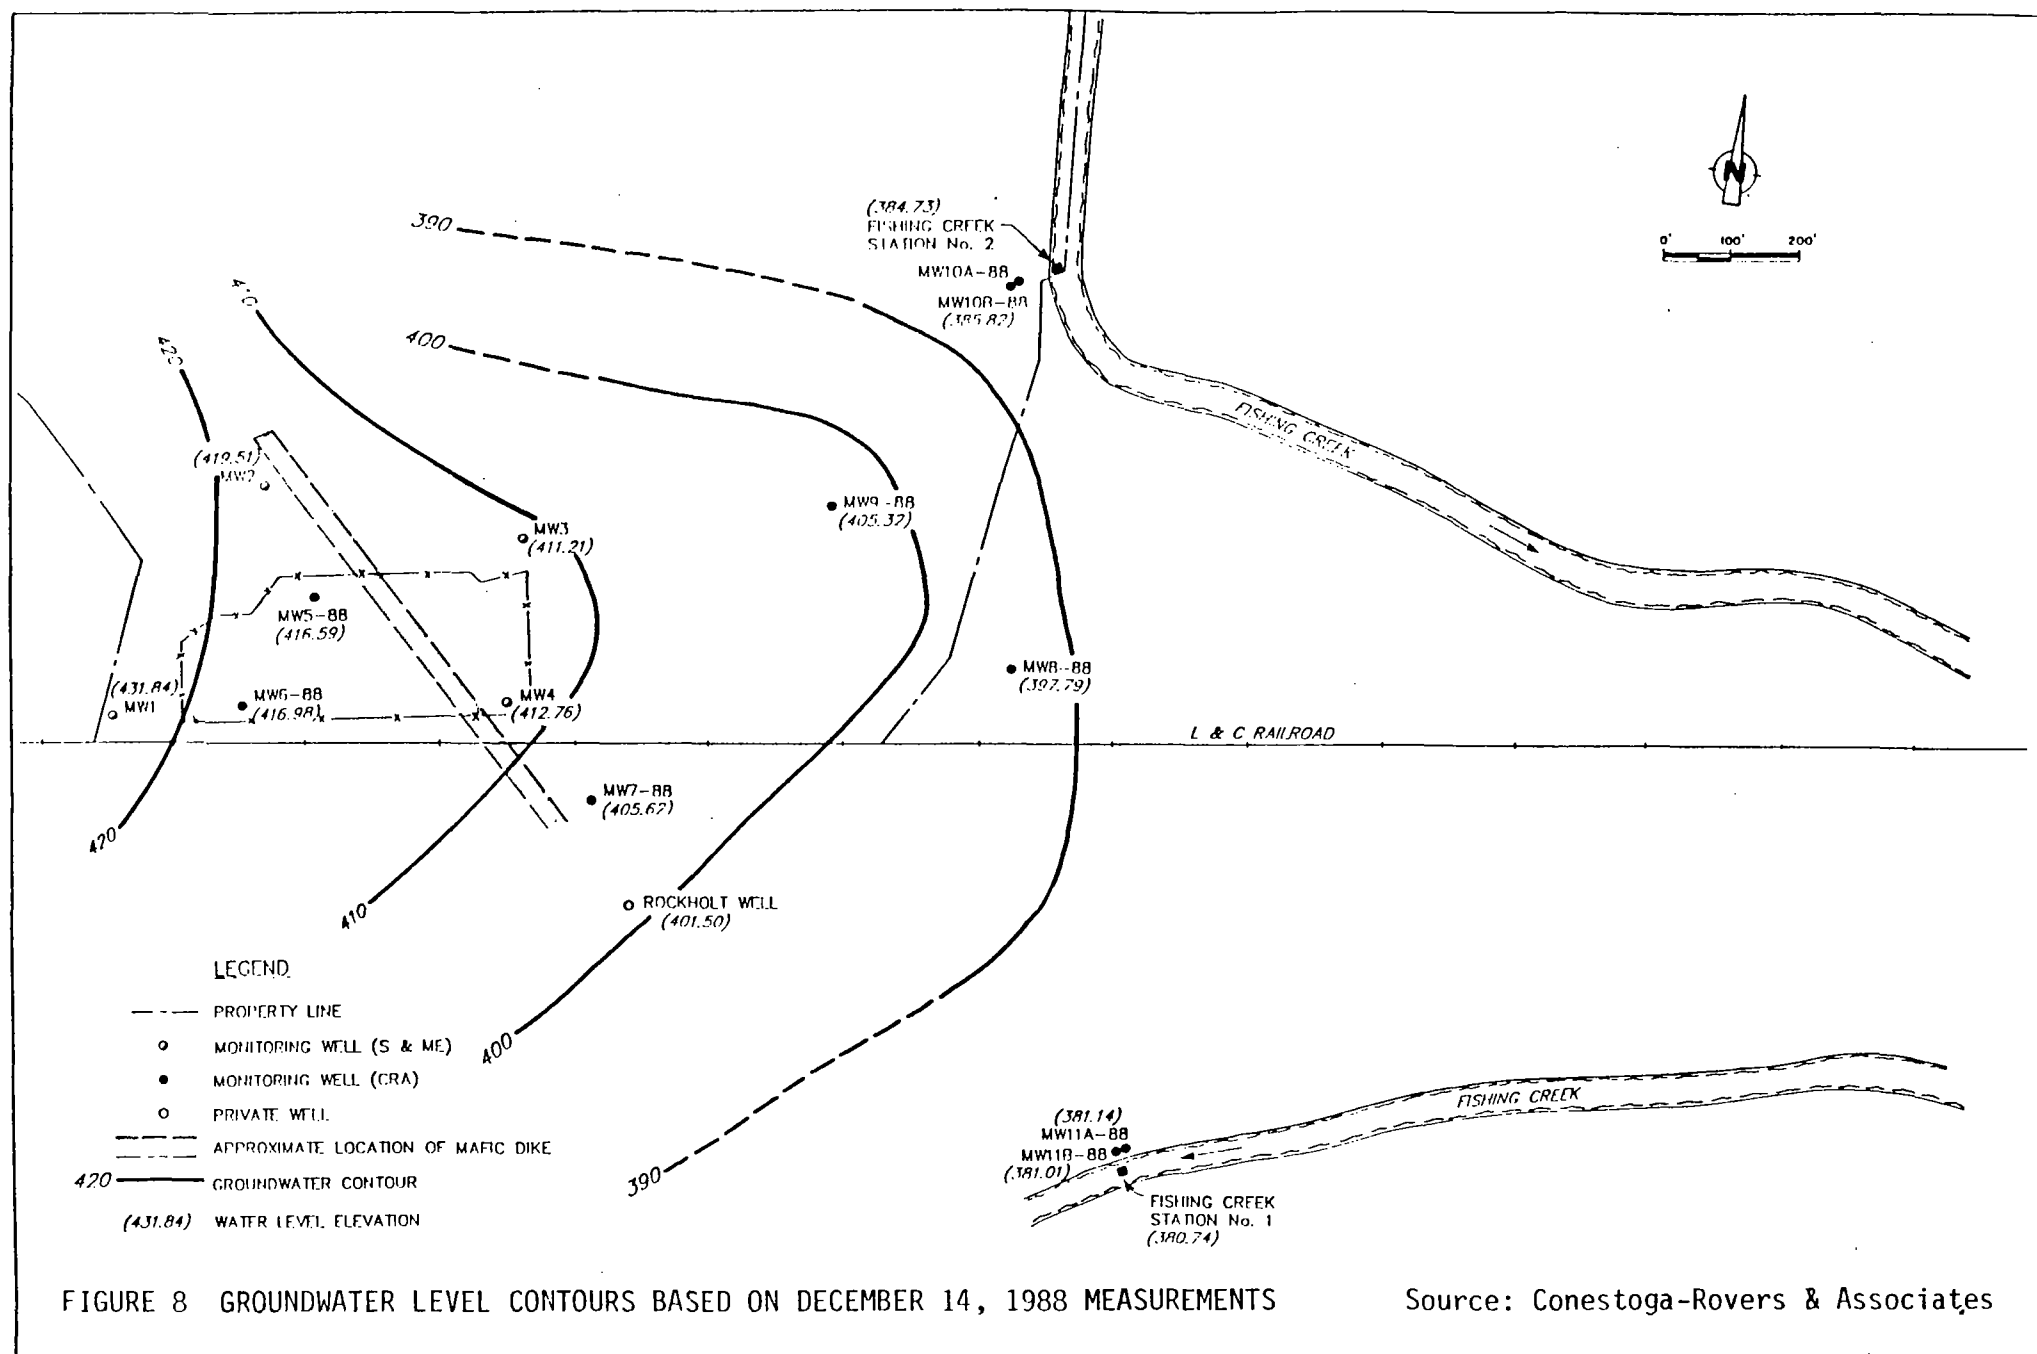 0' 100' 200'
N
390
(384.73)
FISHING CREEK
STATION No. 2
MW10A-88
MW10B-88
(385.82)
410
400
420
FISHING CREEK
(419.51)
MW2
MW9-88
(405.32)
MW3
(411.21)
MW5-88
(416.59)
MW8-88
(397.79)
(431.84)
MW1
MW6-88
(416.98)
MW4
(412.76)
L & C RAILROAD
MW7-88
(405.67)
420
ROCKHOLT WELL
(401.50)
410
400
390
LEGEND
PROPERTY LINE
MONITORING WELL (S & ME)
MONITORING WELL (CRA)
PRIVATE WELL
APPROXIMATE LOCATION OF MAFIC DIKE
420 GROUNDWATER CONTOUR
(431.84) WATER LEVEL ELEVATION
FISHING CREEK
(381.14)
MW11A-88
MW11B-88
(381.01)
FISHING CREEK
STATION No. 1
(380.74)
FIGURE 8 GROUNDWATER LEVEL CONTOURS BASED ON DECEMBER 14, 1988 MEASUREMENTS
Source: Conestoga-Rovers & Associates